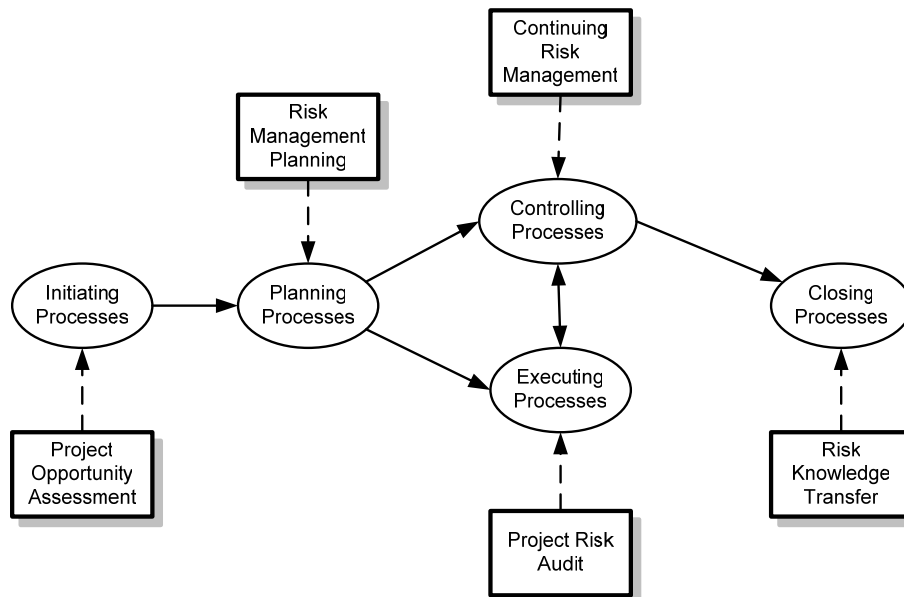 Continuing
Risk
Management
Risk
Management
Planning
Controlling
Processes
Initiating
Processes
Planning
Processes
Closing
Processes
Executing
Processes
Project
Opportunity
Assessment
Risk
Knowledge
Transfer
Project Risk
Audit